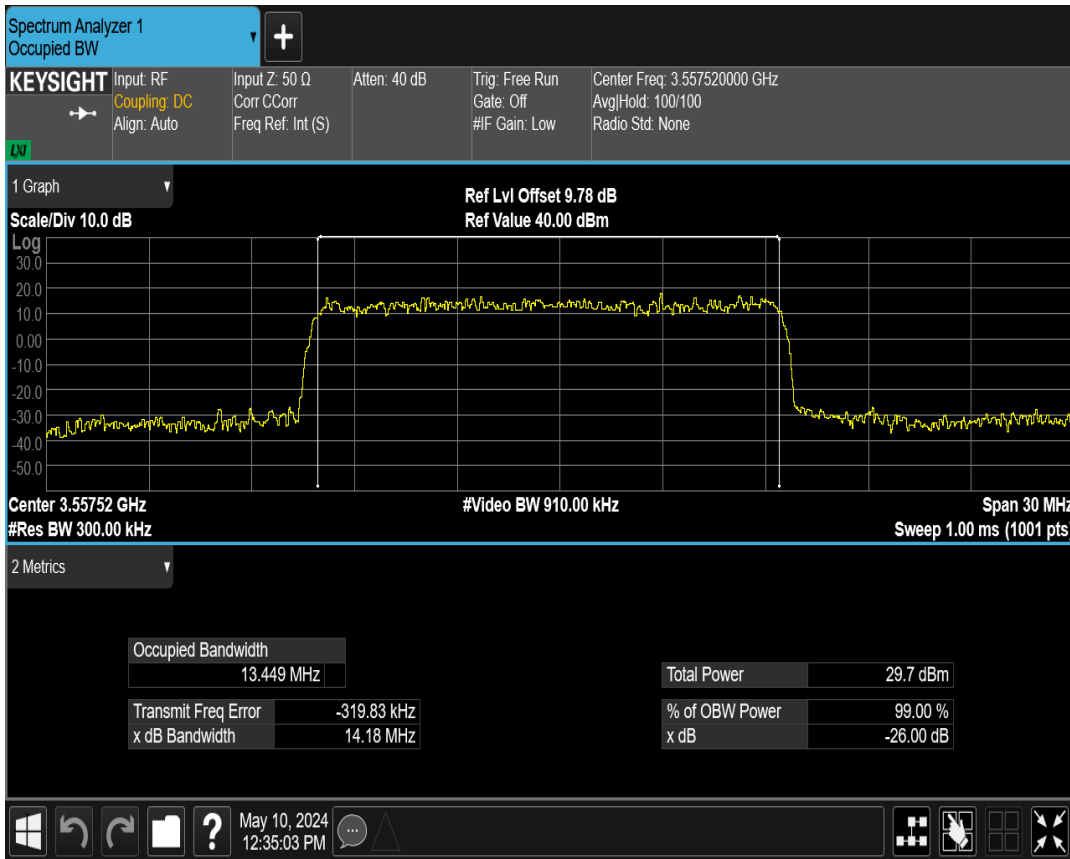 Spectrum Analyzer 1
Occupied BW
KEYSIGHT
LXI
Input: RF
Coupling: DC
Align: Auto
Input Z: 50 Ω
Corr CCorr
Freq Ref: Int (S)
Atten: 40 dB
Trig: Free Run
Gate: Off
#IF Gain: Low
Center Freq: 3.557520000 GHz
Avg|Hold: 100/100
Radio Std: None
1 Graph
Ref Lvl Offset 9.78 dB
Scale/Div 10.0 dB
Ref Value 40.00 dBm
Log
30.0
20.0
10.0
0.00
-10.0
-20.0
-30.0
-40.0
-50.0
Center 3.55752 GHz
#Video BW 910.00 kHz
Span 30 MHz
#Res BW 300.00 kHz
Sweep 1.00 ms (1001 pts)
2 Metrics
Occupied Bandwidth
13.449 MHz
Total Power 29.7 dBm
Transmit Freq Error -319.83 kHz
% of OBW Power 99.00 %
x dB Bandwidth 14.18 MHz
x dB -26.00 dB
?
May 10, 2024
12:35:03 PM